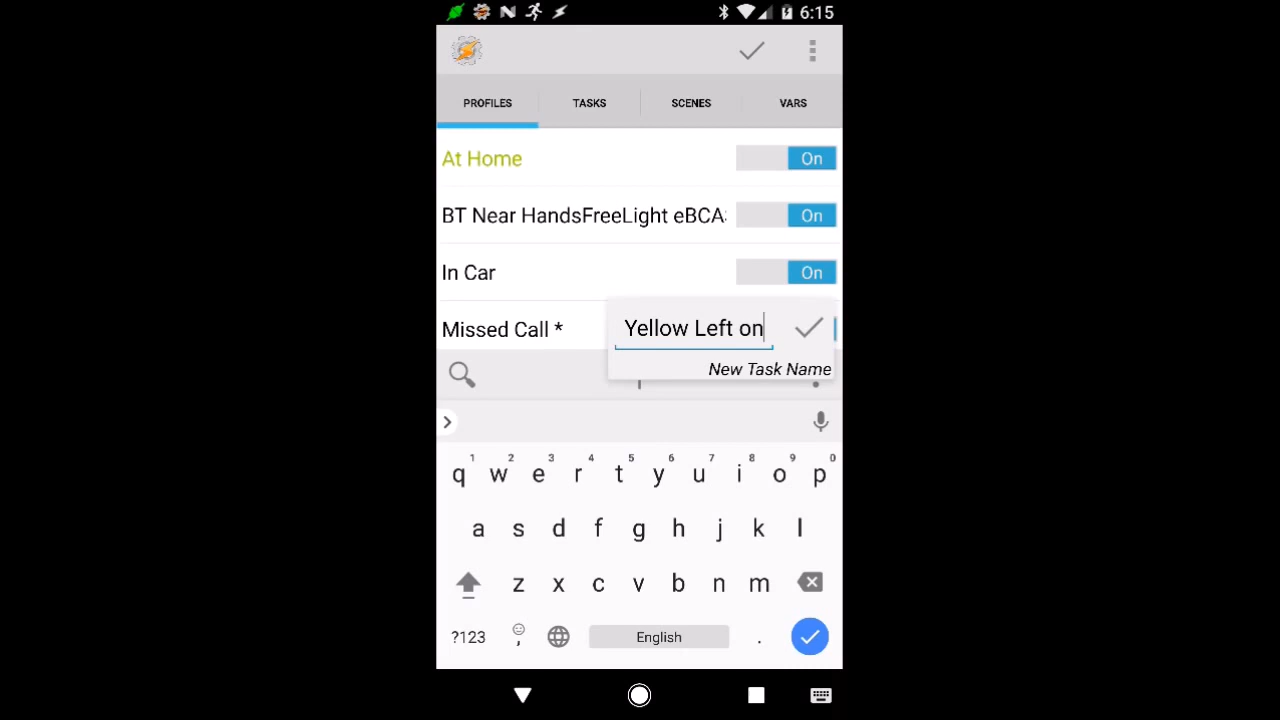 6:15
PROFILES TASKS SCENES VARS
At Home On
BT Near HandsFreeLight eBCA On
In Car On
Missed Call *
Yellow Left on
New Task Name
1 2 3 4 5 6 7 8 9 0
q w e r t y u i o p
a s d f g h j k l
z x c v b n m
?123 , English .